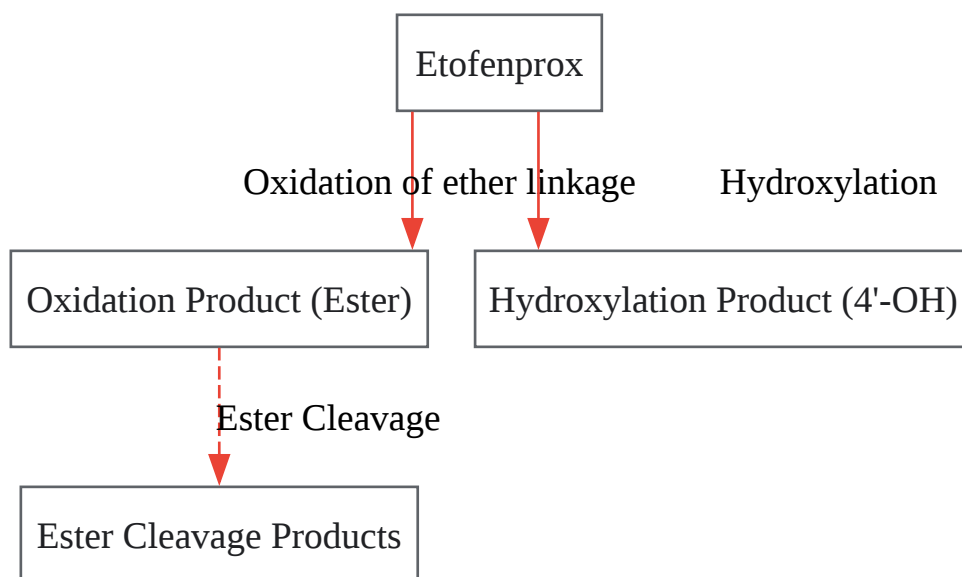 Etofenprox
Oxidation of ether linkage
Hydroxylation
Oxidation Product (Ester)
Hydroxylation Product (4'-OH)
Ester Cleavage
Ester Cleavage Products